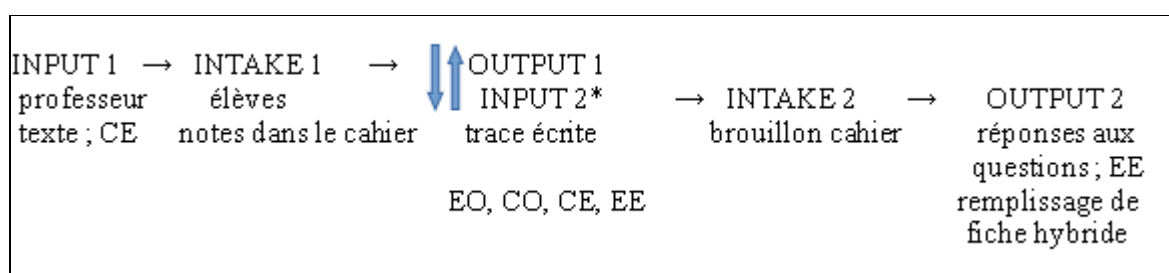 INPUT 1 → INTAKE 1 → OUTPUT 1
professeur élèves INPUT 2* → INTAKE 2 → OUTPUT 2
texte ; CE notes dans le cahier trace écrite brouillon cahier réponses aux
questions ; EE
EO, CO, CE, EE remplissage de
fiche hybride